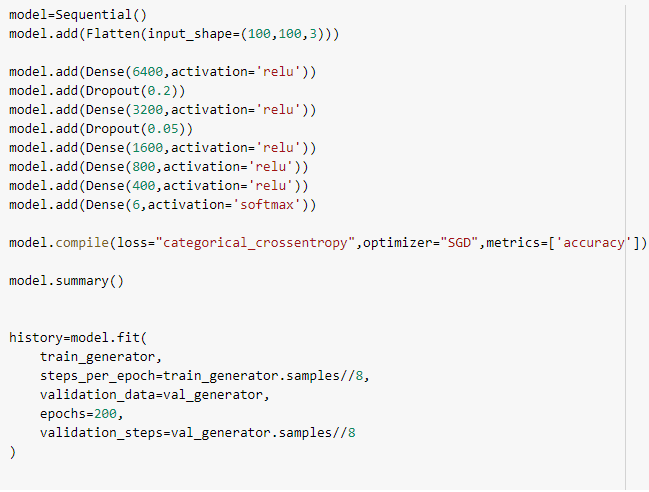 model=Sequential()
model.add(Flatten(input_shape=(100,100,3)))
model.add(Dense(6400,activation='relu'))
model.add(Dropout(0.2))
model.add(Dense(3200,activation='relu'))
model.add(Dropout(0.05))
model.add(Dense(1600,activation='relu'))
model.add(Dense(800,activation='relu'))
model.add(Dense(400,activation='relu'))
model.add(Dense(6,activation='softmax'))
model.compile(loss="categorical_crossentropy",optimizer="SGD",metrics=['accuracy'])
model.summary()
history=model.fit(
    train_generator,
    steps_per_epoch=train_generator.samples//8,
    validation_data=val_generator,
    epochs=200,
    validation_steps=val_generator.samples//8
)